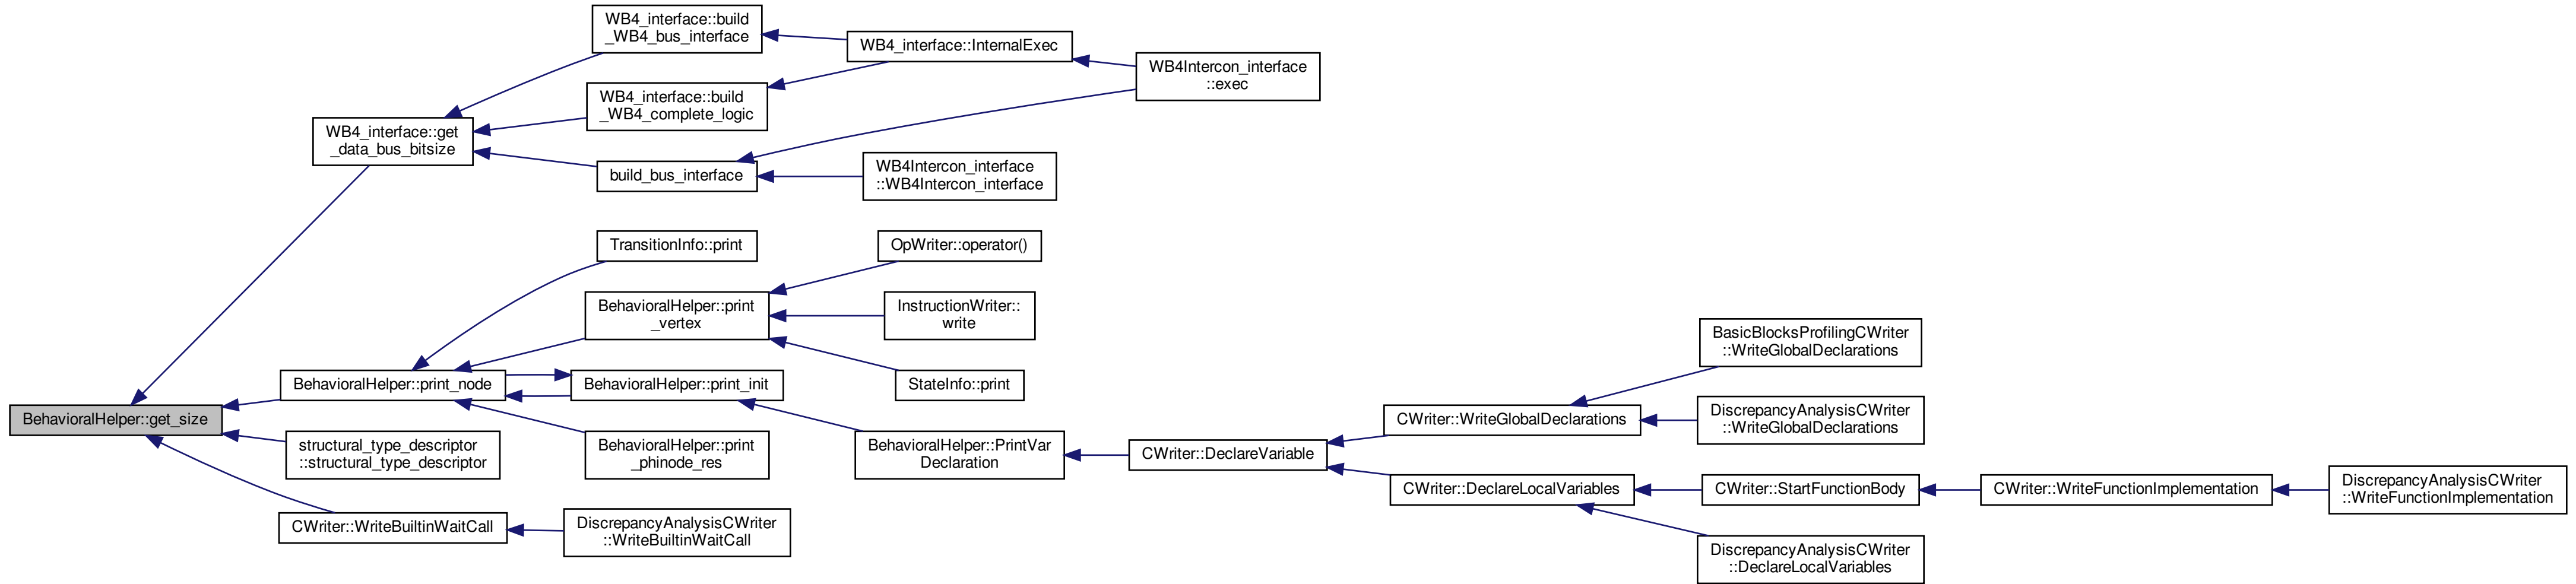 WB4_interface::build
_WB4_bus_interface
WB4_interface::InternalExec
WB4Intercon_interface
::exec
WB4_interface::build
_WB4_complete_logic
WB4_interface::get
_data_bus_bitsize
build_bus_interface
WB4Intercon_interface
::WB4Intercon_interface
TransitionInfo::print
OpWriter::operator()
BehavioralHelper::print
_vertex
InstructionWriter::
write
BehavioralHelper::print_node
BehavioralHelper::print_init
StateInfo::print
BasicBlocksProfilingCWriter
::WriteGlobalDeclarations
BehavioralHelper::get_size
CWriter::WriteGlobalDeclarations
DiscrepancyAnalysisCWriter
::WriteGlobalDeclarations
structural_type_descriptor
::structural_type_descriptor
BehavioralHelper::print
_phinode_res
BehavioralHelper::PrintVar
Declaration
CWriter::DeclareVariable
CWriter::DeclareLocalVariables
CWriter::StartFunctionBody
CWriter::WriteFunctionImplementation
DiscrepancyAnalysisCWriter
::WriteFunctionImplementation
CWriter::WriteBuiltinWaitCall
DiscrepancyAnalysisCWriter
::WriteBuiltinWaitCall
DiscrepancyAnalysisCWriter
::DeclareLocalVariables